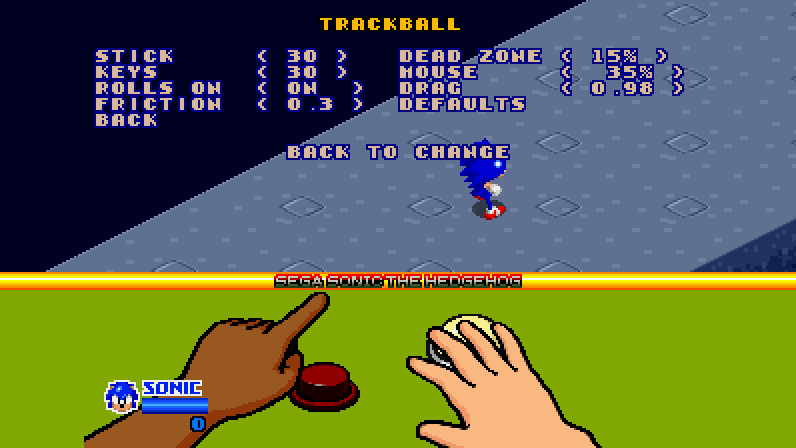 TRACKBALL
STICK < 30 > DEAD ZONE < 15% >
KEYS < 30 > MOUSE < 35% >
ROLLS ON < ON > DRAG < 0.98 >
FRICTION < 0.3 > DEFAULTS
BACK
BACK TO CHANGE
SEGA SONIC THE HEDGEHOG
SONIC
0